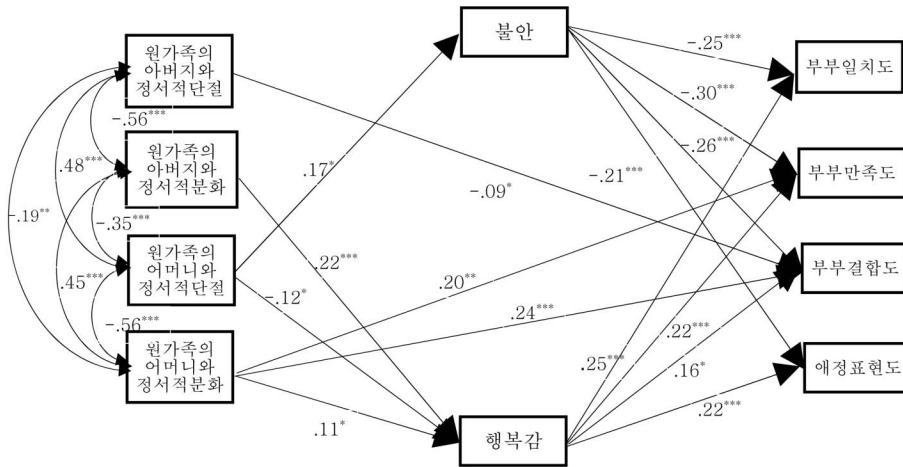 불안
원가족의
아버지와
정서적단절
-.25***
부부일치도
-.30***
-.56***
-.26***
원가족의
아버지와
정서적분화
.48***
.17*
-.21***
부부만족도
-.09*
-.19**
-.35***
원가족의
어머니와
정서적단절
.22***
.20**
부부결합도
.45***
-.12*
.24***
-.56***
.22***
원가족의
어머니와
정서적분화
.25***
.16*
애정표현도
.22***
.11*
행복감